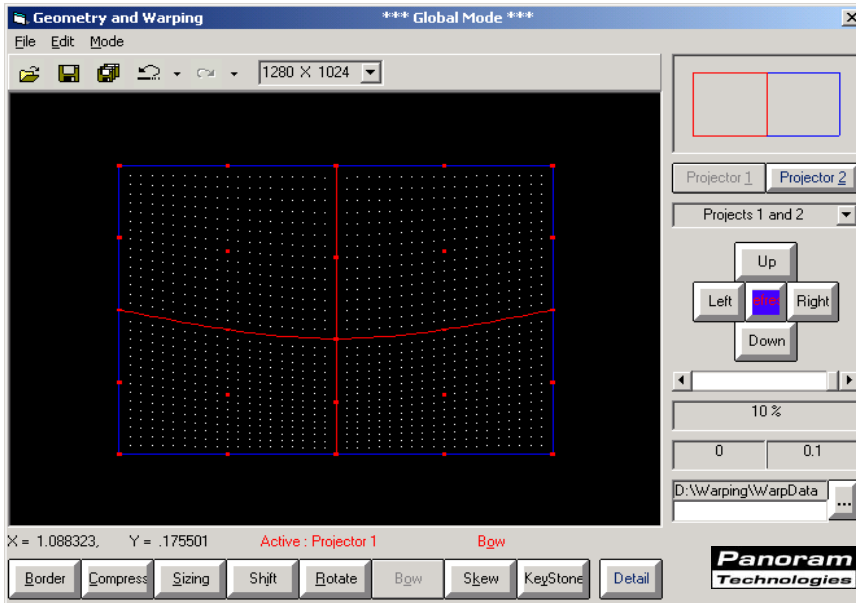 Geometry and Warping *** Global Mode ***
File Edit Mode
1280 X 1024
Projector 1 Projector 2
Projects 1 and 2
Up
Left Right
Down
10 %
0 0.1
D:\Warping\WarpData
...
X = 1.088323, Y = .175501 Active : Projector 1 Bow
Border Compress Sizing Shift Rotate Bow Skew KeyStone Detail
Panoram
Technologies